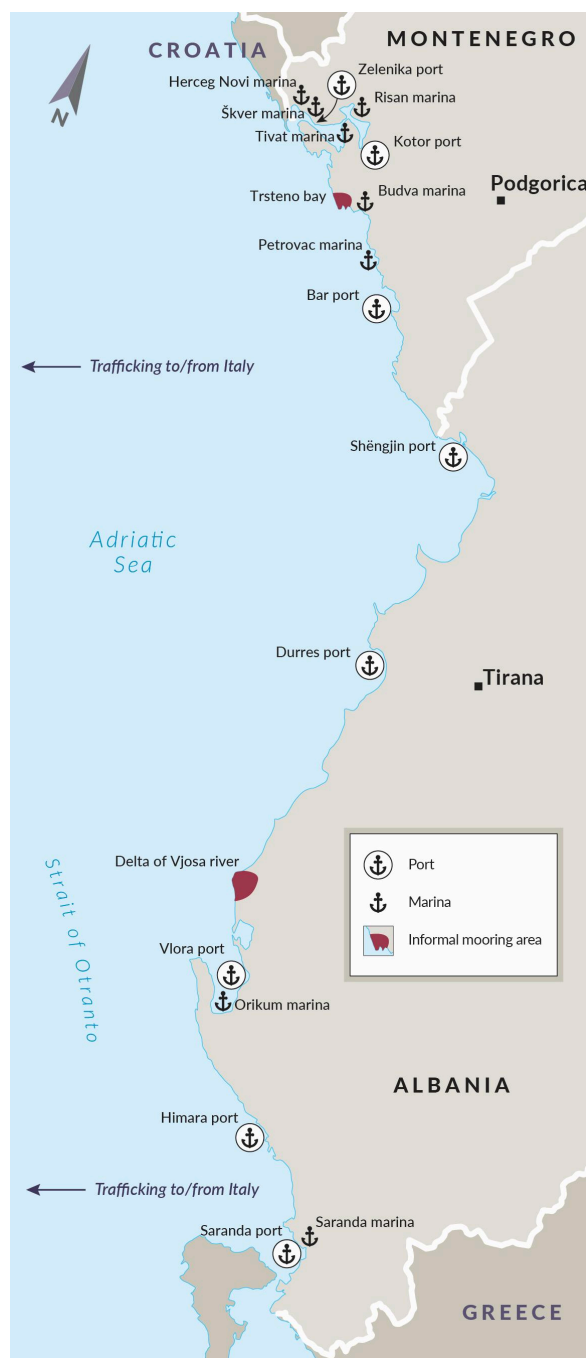 MONTENEGRO
CROATIA
Zelenika port
Herceg Novi marina
Risan marina
Škver marina
Tivat marina
Kotor port
N
Podgorica
Trsteno bay
Budva marina
Petrovac marina
Bar port
Trafficking to/from Italy
Shëngjin port
Adriatic
Sea
Durres port
Tirana
Delta of Vjosa river
Port
Marina
Informal mooring area
Strait of Otranto
Vlora port
Orikum marina
ALBANIA
Himara port
Trafficking to/from Italy
Saranda marina
Saranda port
GREECE